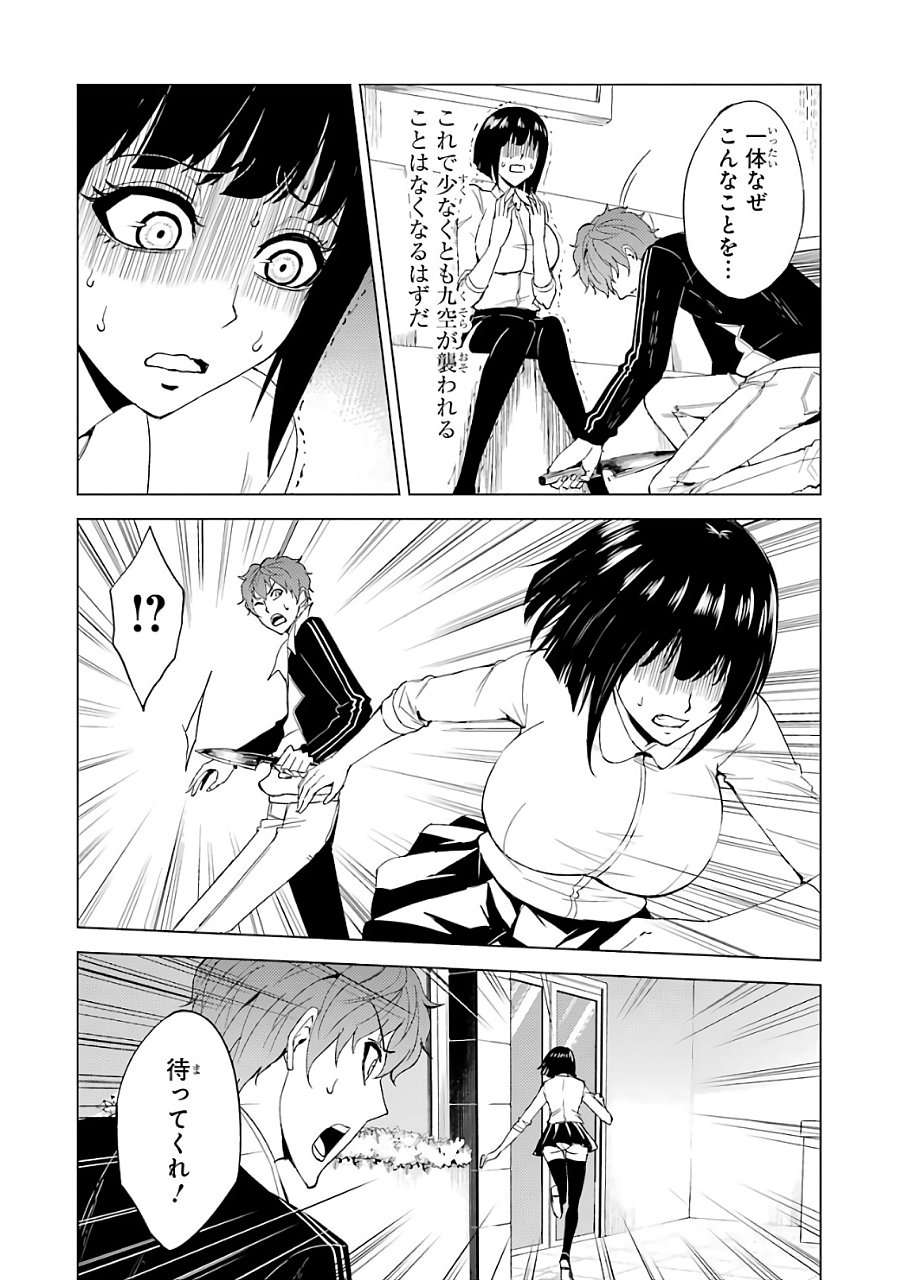 一体なぜ
こんなことを…
これで少なくとも九空が襲われる
ことはなくなるはずだ
!?
待ってくれ！